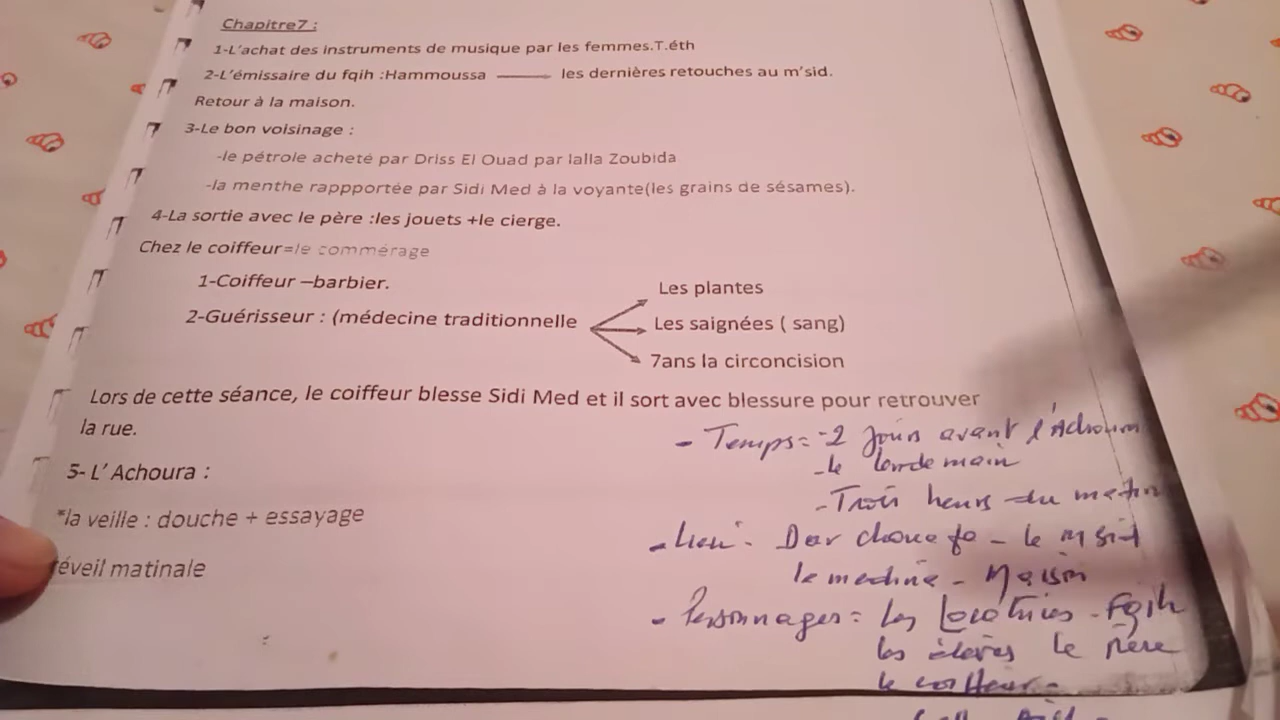 Chapitre7 :
1-L'achat des instruments de musique par les femmes.T.éth
2-L'émissaire du fqih :Hammoussa ——— les dernières retouches au m'sid.
Retour à la maison.
3-Le bon voisinage :
-le pétrole acheté par Driss El Ouad par lalla Zoubida
-la menthe rappportée par Sidi Med à la voyante(les grains de sésames).
4-La sortie avec le père :les jouets +le cierge.
Chez le coiffeur=le commérage
1-Coiffeur –barbier.
2-Guérisseur : (médecine traditionnelle
Les plantes
Les saignées ( sang)
7ans la circoncision
Lors de cette séance, le coiffeur blesse Sidi Med et il sort avec blessure pour retrouver
la rue.
5- L' Achoura :
*la veille : douche + essayage
éveil matinale
- Temps = -2 jours avant l'Achoura
- le lendemain
- Trois heurs du matin
- Lieu : Dar chouafa - le msid
le medina - Maison
- Personnages = les locatrices - Fqih
les élèves le père
le coiffeur -